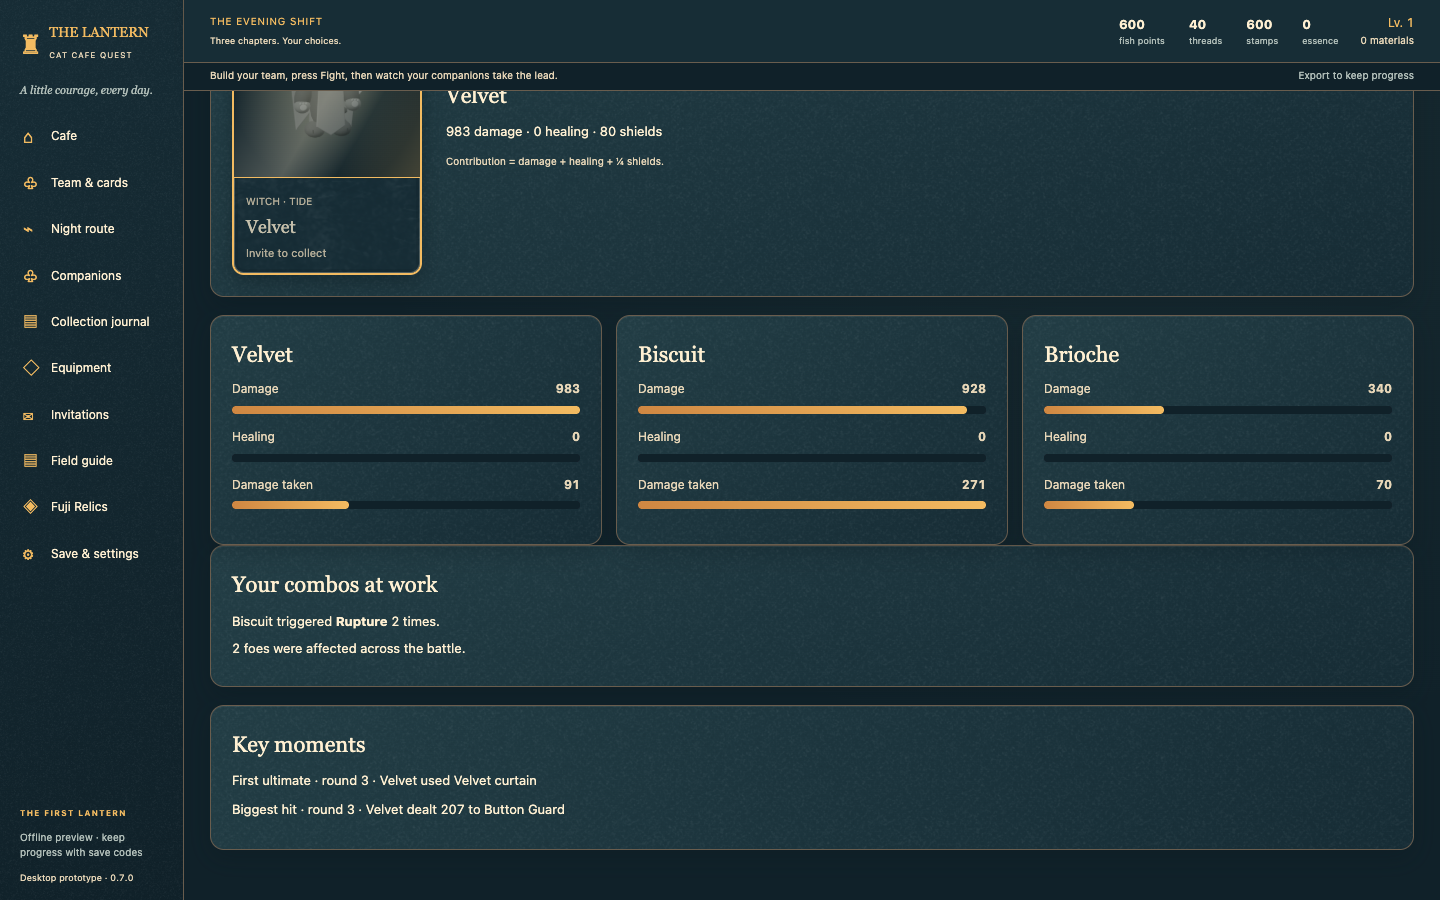 THE LANTERN
CAT CAFE QUEST
A little courage, every day.
Cafe
Team & cards
Night route
Companions
Collection journal
Equipment
Invitations
Field guide
Fuji Relics
Save & settings
THE FIRST LANTERN
Offline preview · keep
progress with save codes
Desktop prototype · 0.7.0
THE EVENING SHIFT
Three chapters. Your choices.
600 fish points
40 threads
600 stamps
0 essence
Lv. 1
0 materials
Build your team, press Fight, then watch your companions take the lead.
Export to keep progress
Velvet
983 damage · 0 healing · 80 shields
Contribution = damage + healing + ¼ shields.
WITCH · TIDE
Velvet
Invite to collect
Velvet
Damage 983
Healing 0
Damage taken 91
Biscuit
Damage 928
Healing 0
Damage taken 271
Brioche
Damage 340
Healing 0
Damage taken 70
Your combos at work
Biscuit triggered Rupture 2 times.
2 foes were affected across the battle.
Key moments
First ultimate · round 3 · Velvet used Velvet curtain
Biggest hit · round 3 · Velvet dealt 207 to Button Guard